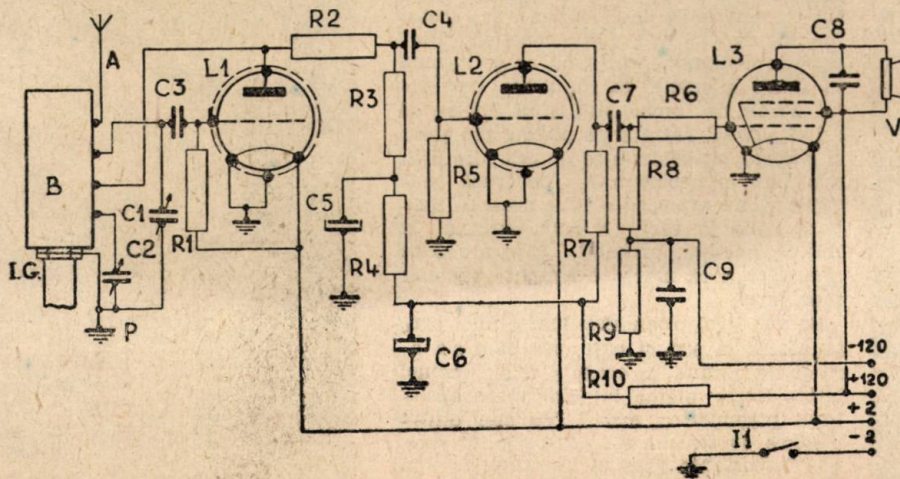 A
B
I.G.
P
C1
C2
C3
R1
L1
R2
R3
C4
C5
R4
C6
R5
L2
R7
C7
R6
R8
R9
C9
R10
L3
C8
V
-120
+120
+2
-2
I1